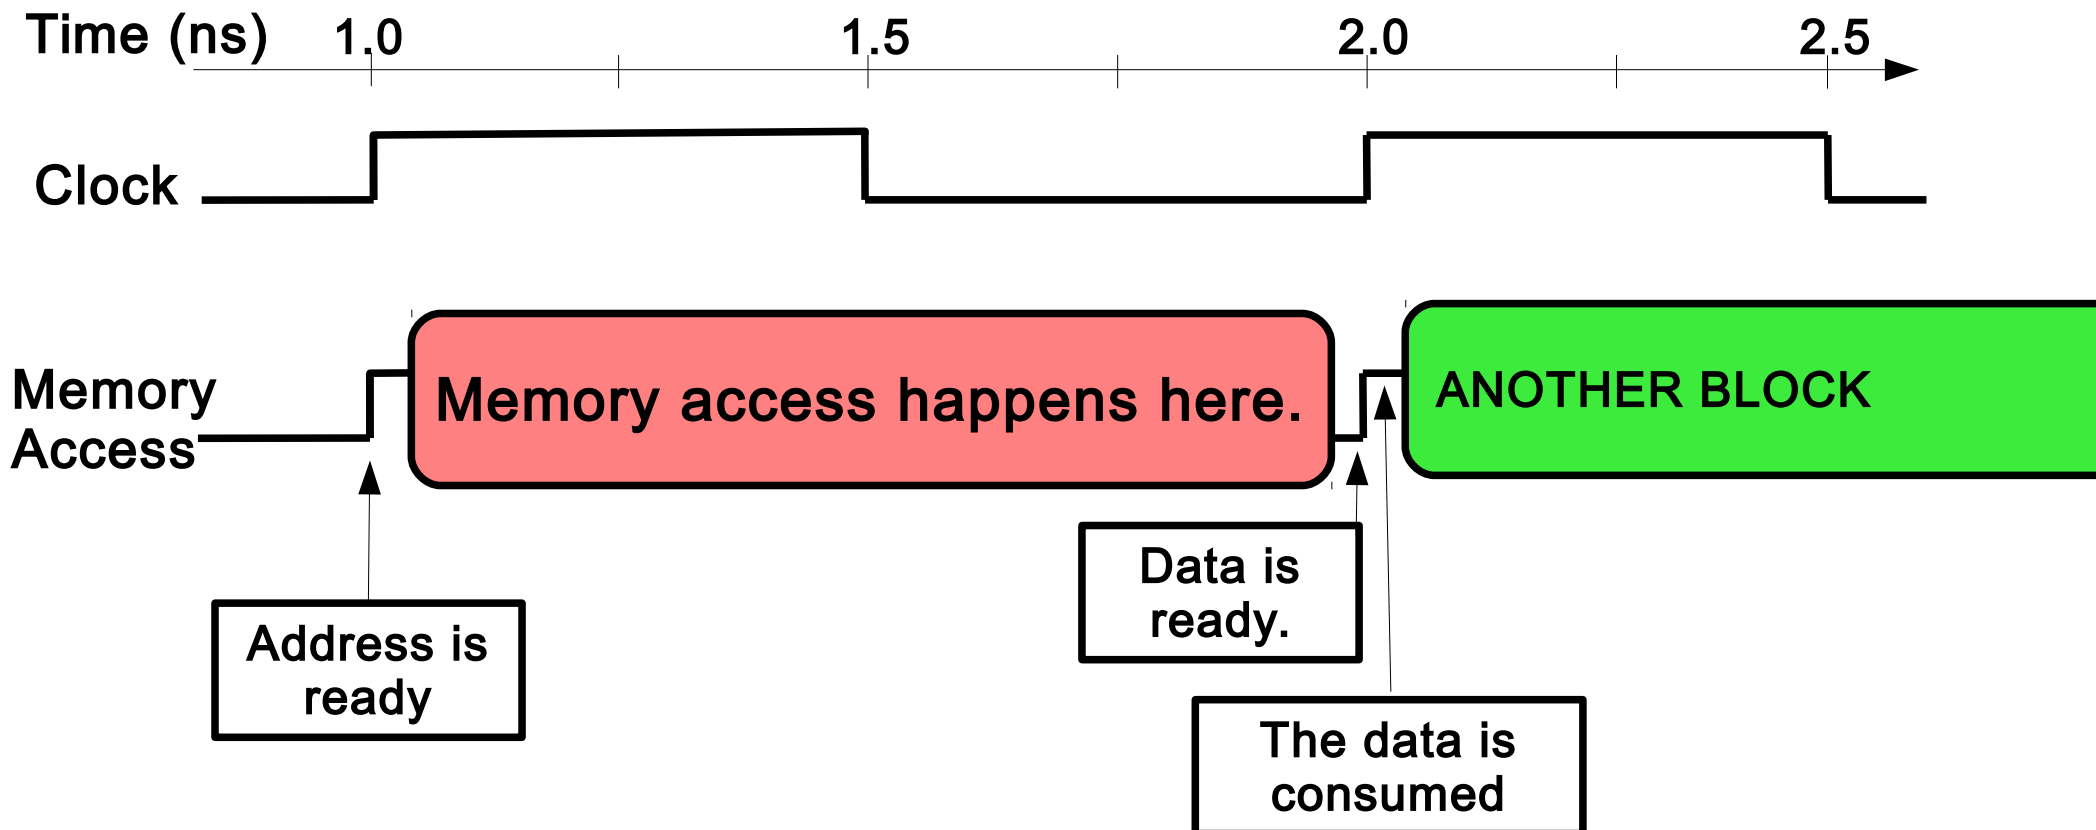 Time (ns) 1.0 1.5 2.0 2.5
Clock
Memory
Access
Memory access happens here.
ANOTHER BLOCK
Address is
ready
Data is
ready.
The data is
consumed